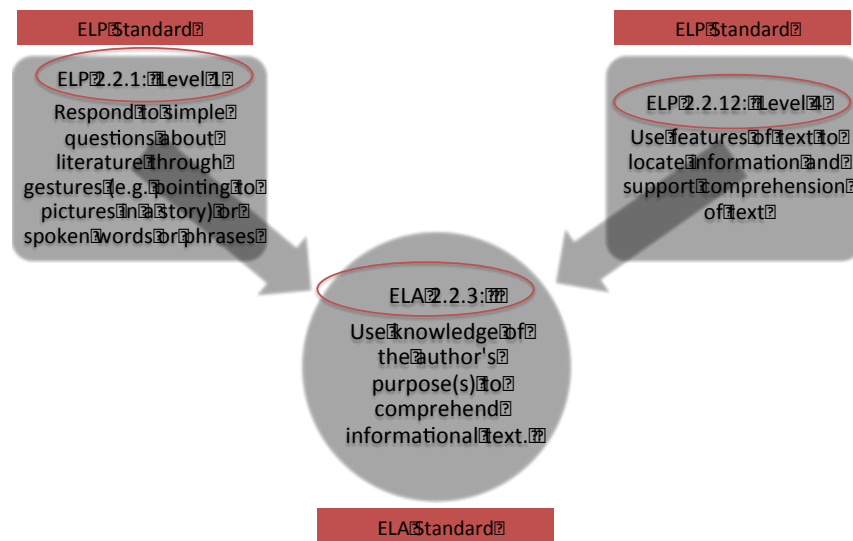 ELP Standard
ELP 2.2.1: Level 1
Respond to simple
questions about
literature through
gestures (e.g. pointing to
pictures in a story) or
spoken words or phrases
ELP Standard
ELP 2.2.12: Level 4
Use features of text to
locate information and
support comprehension
of text
ELA 2.2.3:
Use knowledge of
the author's
purpose(s) to
comprehend
informational text.
ELA Standard